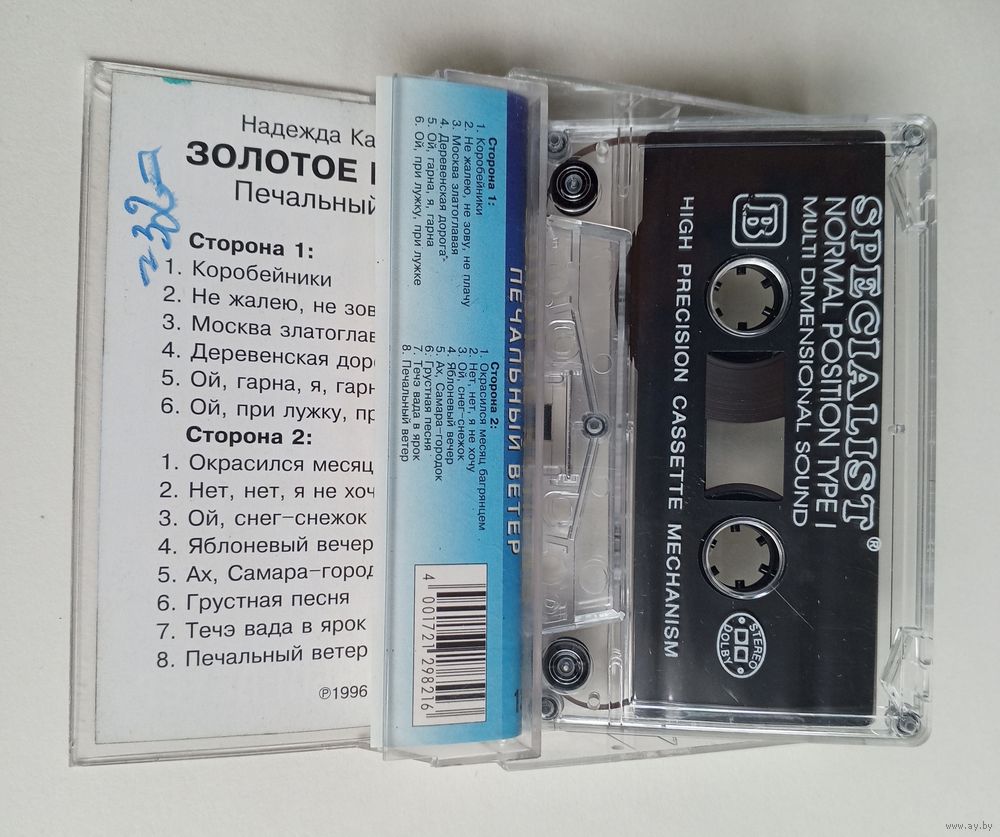 Надежда Ка
ЗОЛОТОЕ
Печальный
Сторона 1:
1. Коробейники
2. Не жалею, не зов
3. Москва златоглав
4. Деревенская доро
5. Ой, гарна, я, гарн
6. Ой, при лужку, пр
Сторона 2:
1. Окрасился месяц
2. Нет, нет, я не хоч
3. Ой, снег-снежок
4. Яблоневый вечер
5. Ах, Самара-город
6. Грустная песня
7. Течэ вада в ярок
8. Печальный ветер
℗1996
~32=
Сторона 1:
1. Коробейники
2. Не жалею, не зову, не плачу
3. Москва златоглавая
4. Деревенская дорога
5. Ой, гарна, я, гарна
6. Ой, при лужку, при лужке
Сторона 2:
1. Окрасился месяц багрянцем
2. Нет, нет, я не хочу
3. Ой, снег-снежок
4. Яблоневый вечер
5. Ах, Самара-городок
6. Грустная песня
7. Течэ вада в ярок
8. Печальный ветер
ПЕЧАЛЬНЫЙ ВЕТЕР
4 001721 298216
SPECIALIST®
NORMAL POSITION TYPE I
MULTI DIMENSIONAL SOUND
B
HIGH PRECISION CASSETTE MECHANISM
STEREO
DOLBY
www.ay.by